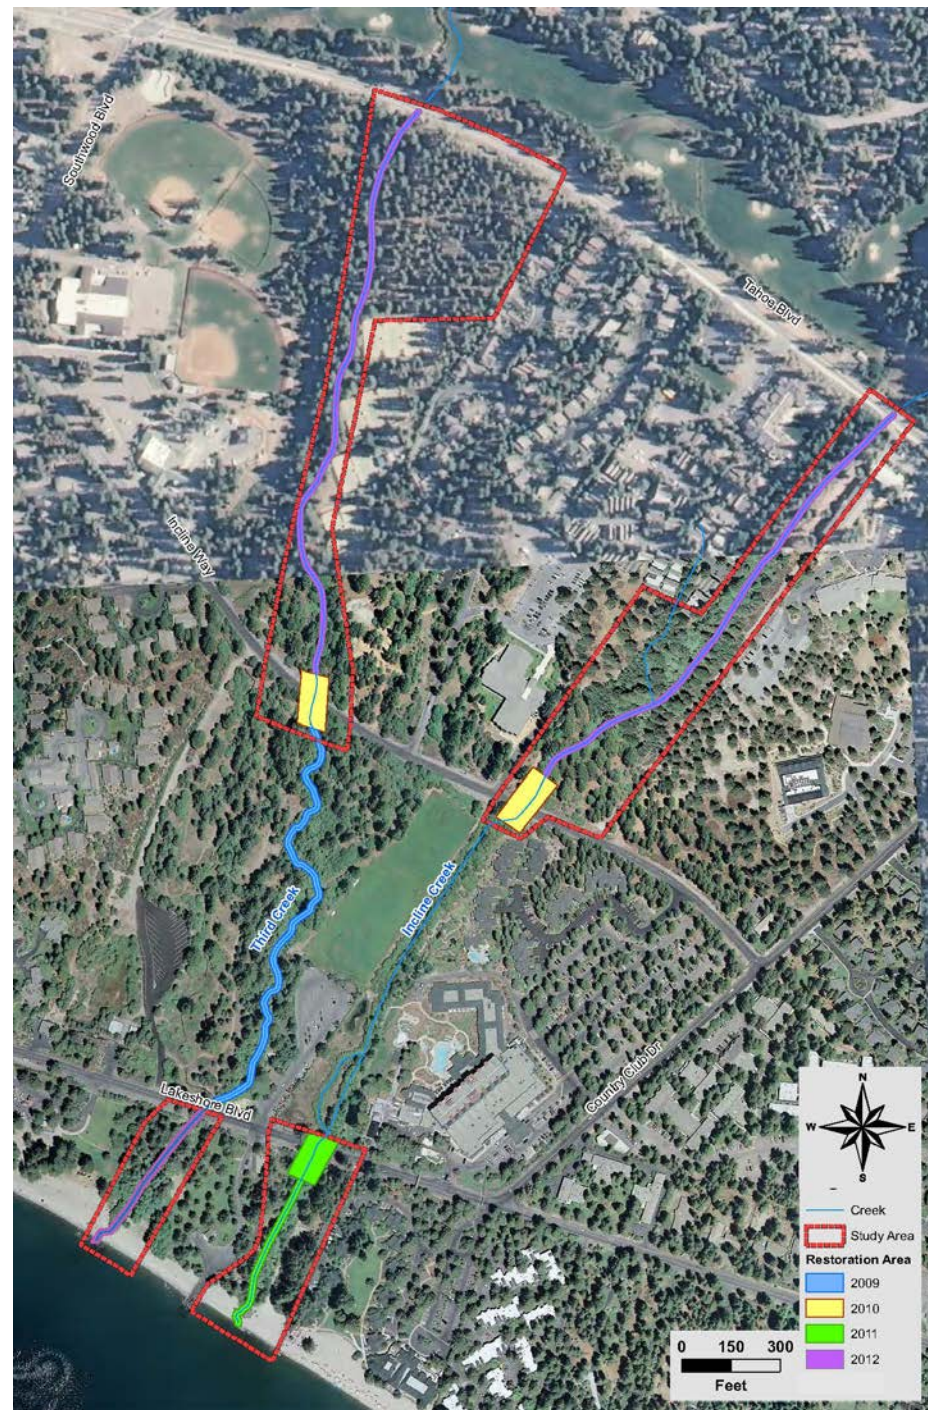 Southwood Blvd
Tahoe Blvd
Incline Way
Third Creek
Incline Creek
Lakeshore Blvd
Country Club Dr
N
W E
S
Creek
Study Area
Restoration Area
2009
2010
2011
2012
0 150 300
Feet